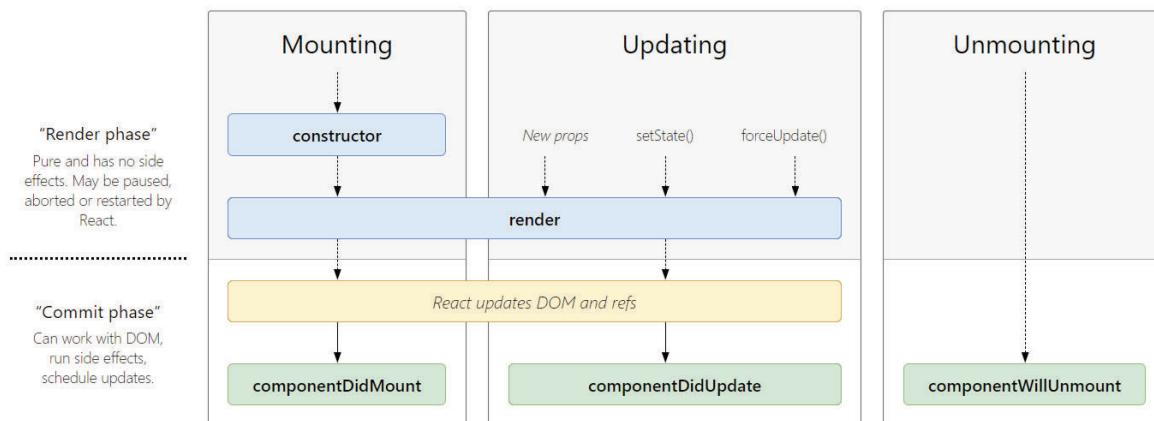 Mounting
Updating
Unmounting
"Render phase"
Pure and has no side
effects. May be paused,
aborted or restarted by
React.
constructor
New props
setState()
forceUpdate()
render
"Commit phase"
Can work with DOM,
run side effects,
schedule updates.
React updates DOM and refs
componentDidMount
componentDidUpdate
componentWillUnmount